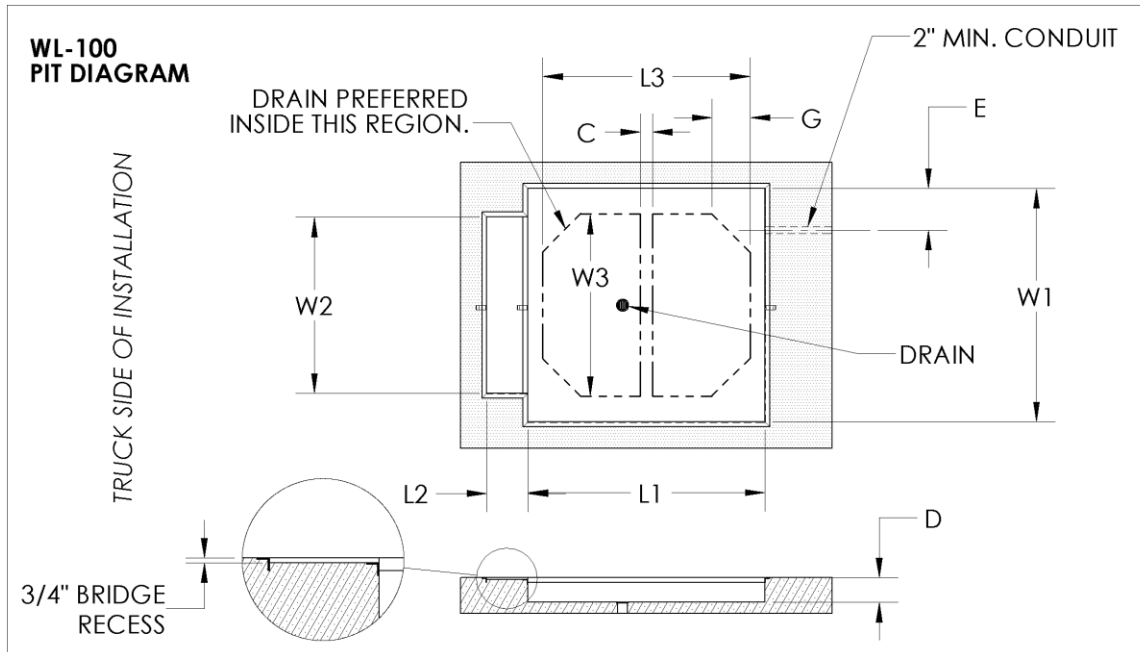 WL-100
PIT DIAGRAM
2" MIN. CONDUIT
L3
DRAIN PREFERRED
INSIDE THIS REGION.
C
G
E
TRUCK SIDE OF INSTALLATION
W2
W3
W1
DRAIN
L2
L1
D
3/4" BRIDGE
RECESS